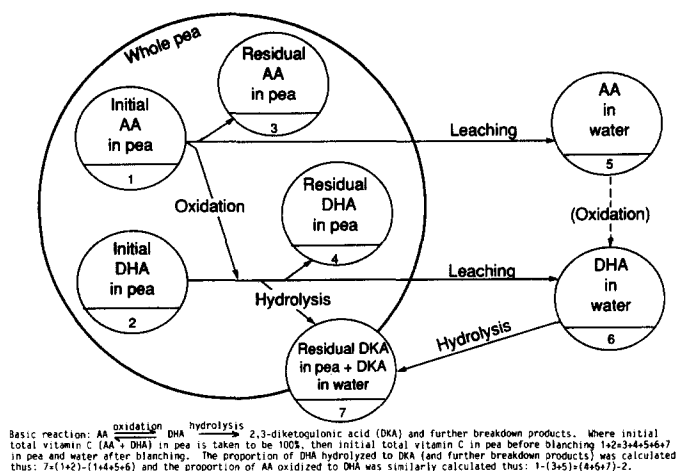 Whole pea
Residual
AA
in pea
3
Initial
AA
in pea
1
AA
in
water
5
Leaching
Oxidation
(Oxidation)
Residual
DHA
in pea
4
Initial
DHA
in pea
2
Leaching
DHA
in
water
6
Hydrolysis
Hydrolysis
Residual DKA
in pea + DKA
in water
7
Basic reaction: AA oxidation DHA hydrolysis 2,3-diketogulonic acid (DKA) and further breakdown products. Where initial
total vitamin C (AA + DHA) in pea is taken to be 100%, then initial total vitamin C in pea before blanching 1+2=3+4+5+6+7
in pea and water after blanching. The proportion of DHA hydrolyzed to DKA (and further breakdown products) was calculated
thus: 7=(1+2)-(1+4+5+6) and the proportion of AA oxidized to DHA was similarly calculated thus: 1-(3+5)=(4+6+7)-2.